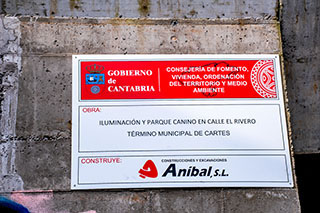 GOBIERNO
de
CANTABRIA
CONSEJERÍA DE FOMENTO,
VIVIENDA, ORDENACIÓN
DEL TERRITORIO Y MEDIO
AMBIENTE
OBRA:
ILUMINACIÓN Y PARQUE CANINO EN CALLE EL RIVERO
TÉRMINO MUNICIPAL DE CARTES
CONSTRUYE:
CONSTRUCCIONES Y EXCAVACIONES
Anibal, S.L.